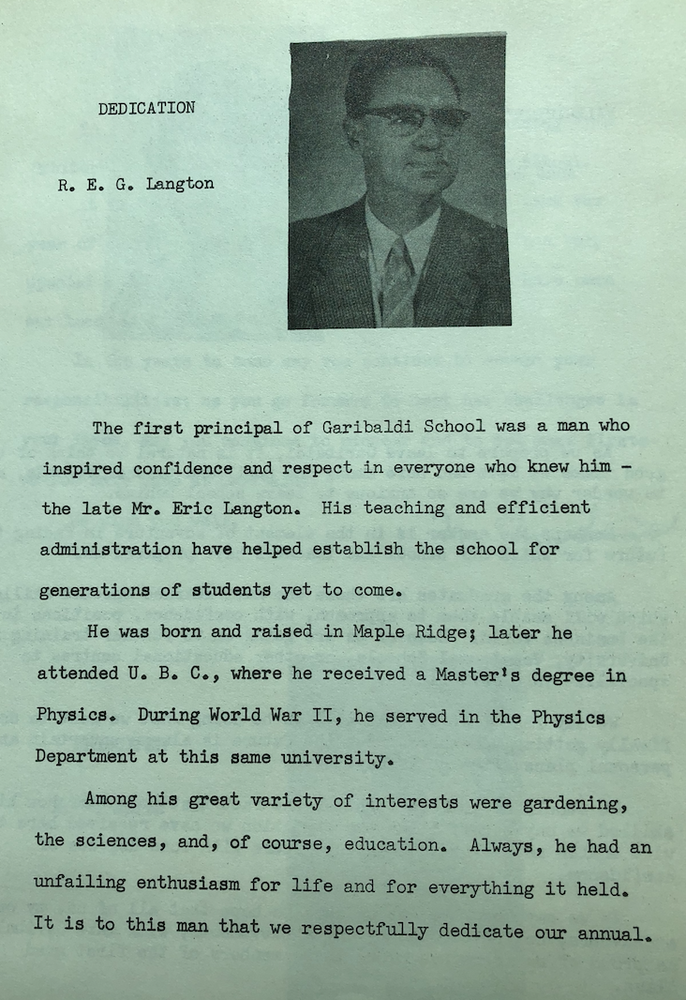 DEDICATION
R. E. G. Langton
The first principal of Garibaldi School was a man who
inspired confidence and respect in everyone who knew him -
the late Mr. Eric Langton. His teaching and efficient
administration have helped establish the school for
generations of students yet to come.
He was born and raised in Maple Ridge; later he
attended U. B. C., where he received a Master's degree in
Physics. During World War II, he served in the Physics
Department at this same university.
Among his great variety of interests were gardening,
the sciences, and, of course, education. Always, he had an
unfailing enthusiasm for life and for everything it held.
It is to this man that we respectfully dedicate our annual.